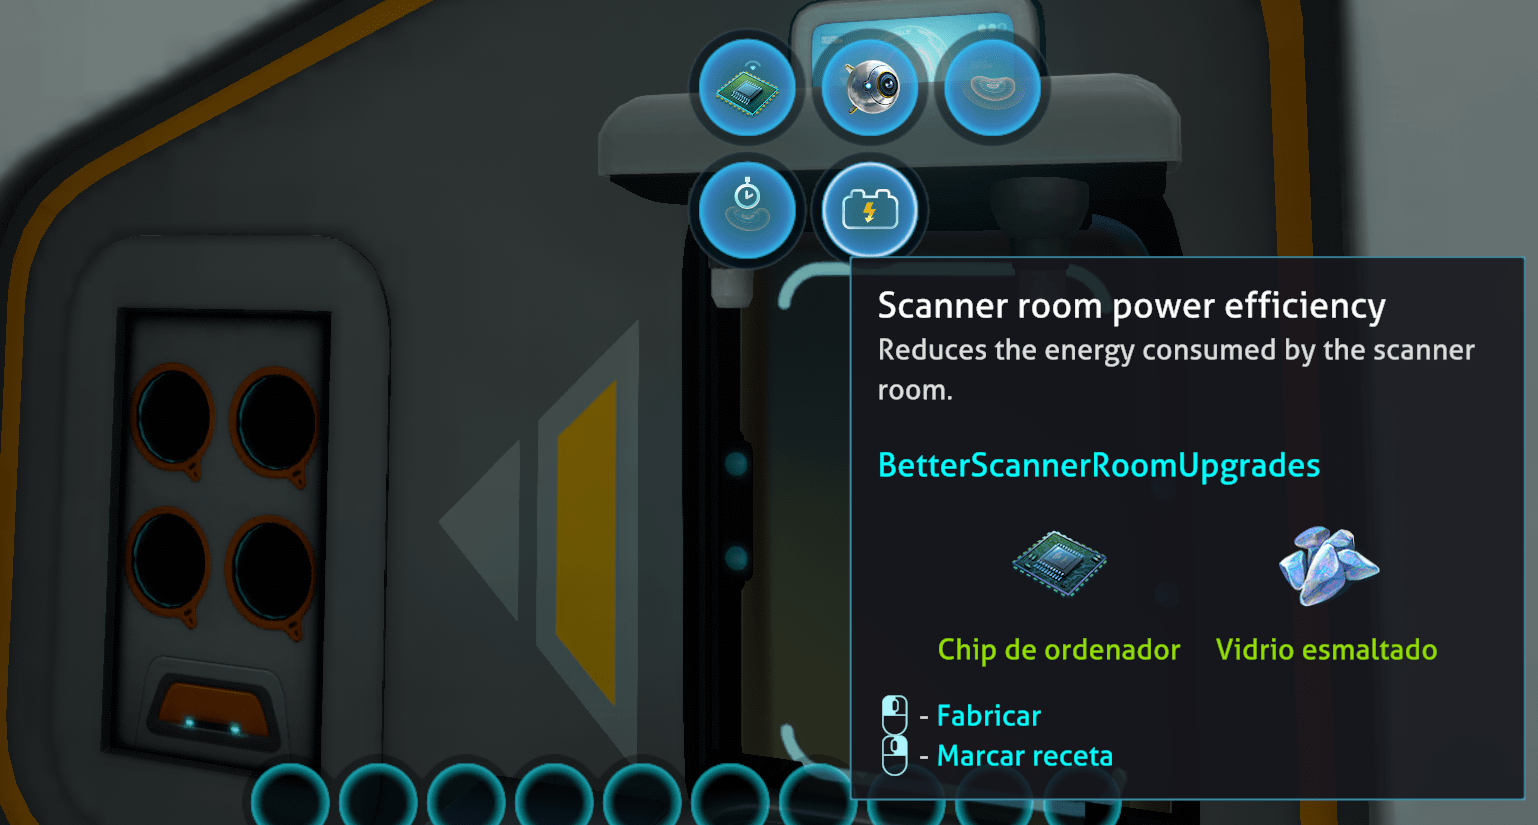 Scanner room power efficiency
Reduces the energy consumed by the scanner
room.
BetterScannerRoomUpgrades
Chip de ordenador
Vidrio esmaltado
- Fabricar
- Marcar receta